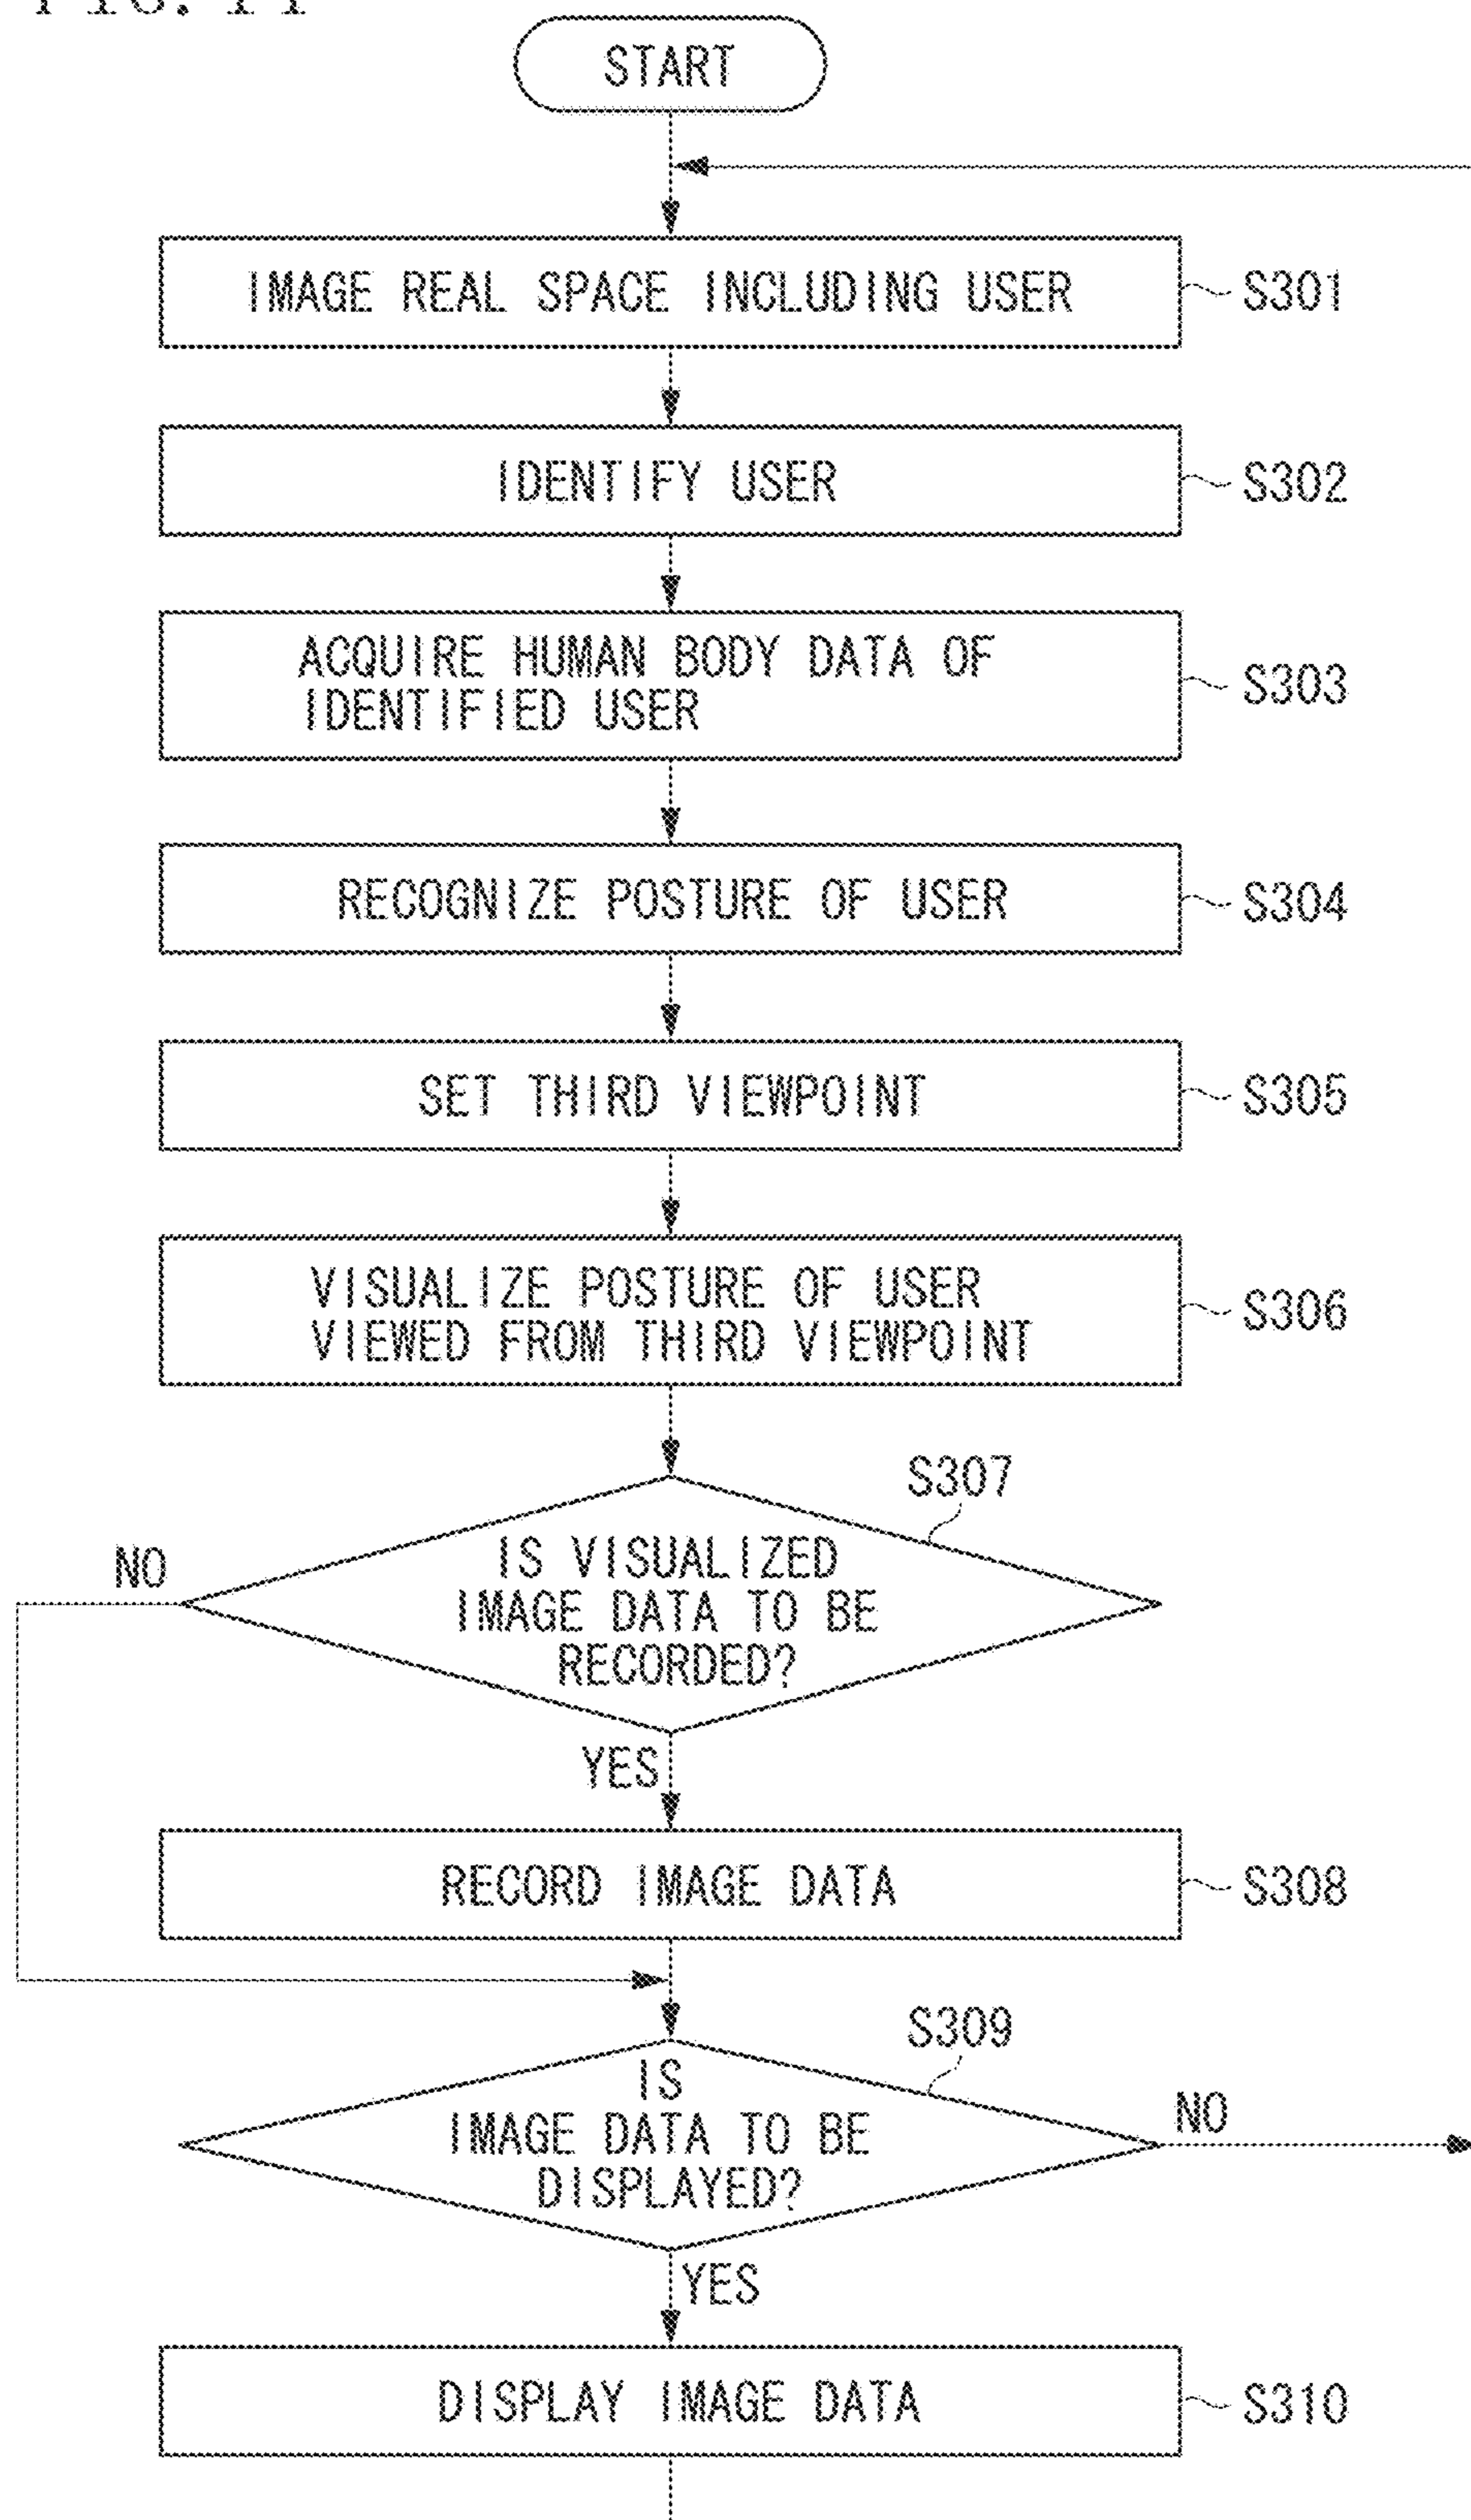 START
IMAGE REAL SPACE INCLUDING USER
S301
IDENTIFY USER
S302
ACQUIRE HUMAN BODY DATA OF
IDENTIFIED USER
S303
RECOGNIZE POSTURE OF USER
S304
SET THIRD VIEWPOINT
S305
VISUALIZE POSTURE OF USER
VIEWED FROM THIRD VIEWPOINT
S306
S307
NO
IS VISUALIZED
IMAGE DATA TO BE
RECORDED?
YES
RECORD IMAGE DATA
S308
S309
IS
IMAGE DATA TO BE
DISPLAYED?
NO
YES
DISPLAY IMAGE DATA
S310